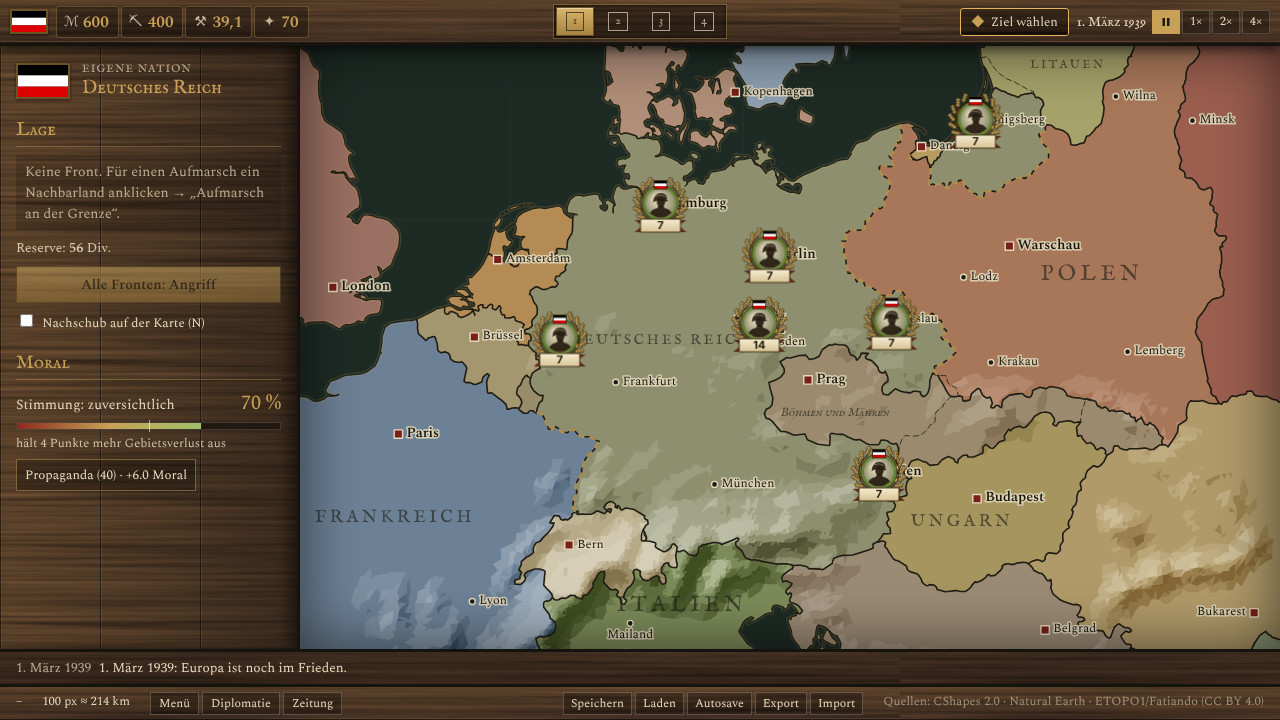 ℳ 600
400
39,1
70
1
2
3
4
Ziel wählen
1. März 1939
1×
2×
4×
EIGENE NATION
Deutsches Reich
Lage
Keine Front. Für einen Aufmarsch ein
Nachbarland anklicken → „Aufmarsch
an der Grenze“.
Reserve: 56 Div.
Alle Fronten: Angriff
Nachschub auf der Karte (N)
Moral
Stimmung: zuversichtlich
70 %
hält 4 Punkte mehr Gebietsverlust aus
Propaganda (40) · +6.0 Moral
LITAUEN
Kopenhagen
Wilna
Minsk
igsberg
7
Danzig
mburg
7
Warschau
Amsterdam
lin
7
Lodz
POLEN
London
Brüssel
7
EUTSCHES REIC
14
sden
7
slau
Lemberg
Krakau
Frankfurt
Prag
Böhmen und Mähren
Paris
7
en
München
Budapest
FRANKREICH
UNGARN
Bern
Lyon
ITALIEN
Mailand
Bukarest
Belgrad
1. März 1939 1. März 1939: Europa ist noch im Frieden.
– 100 px ≈ 214 km
Menü
Diplomatie
Zeitung
Speichern
Laden
Autosave
Export
Import
Quellen: CShapes 2.0 · Natural Earth · ETOPO1/Fatiando (CC BY 4.0)